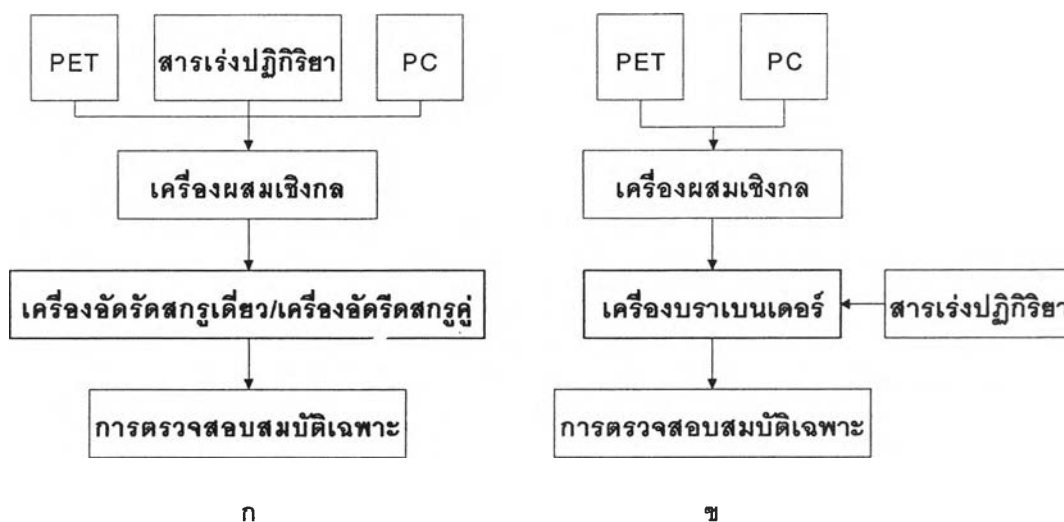 PET
สารเร่งปฏิกิริยา
PC
เครื่องผสมเชิงกล
เครื่องอัดรัดสกรูเดี่ยว/เครื่องอัดรีดสกรูคู่
การตรวจสอบสมบัติเฉพาะ
ก
PET
PC
เครื่องผสมเชิงกล
เครื่องบราเบนเดอร์
สารเร่งปฏิกิริยา
การตรวจสอบสมบัติเฉพาะ
ข